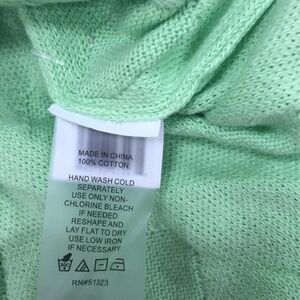 MADE IN CHINA
100% COTTON
HAND WASH COLD
SEPARATELY
USE ONLY NON-
CHLORINE BLEACH
IF NEEDED
RESHAPE AND
LAY FLAT TO DRY
USE LOW IRON
IF NECESSARY
RN#51323